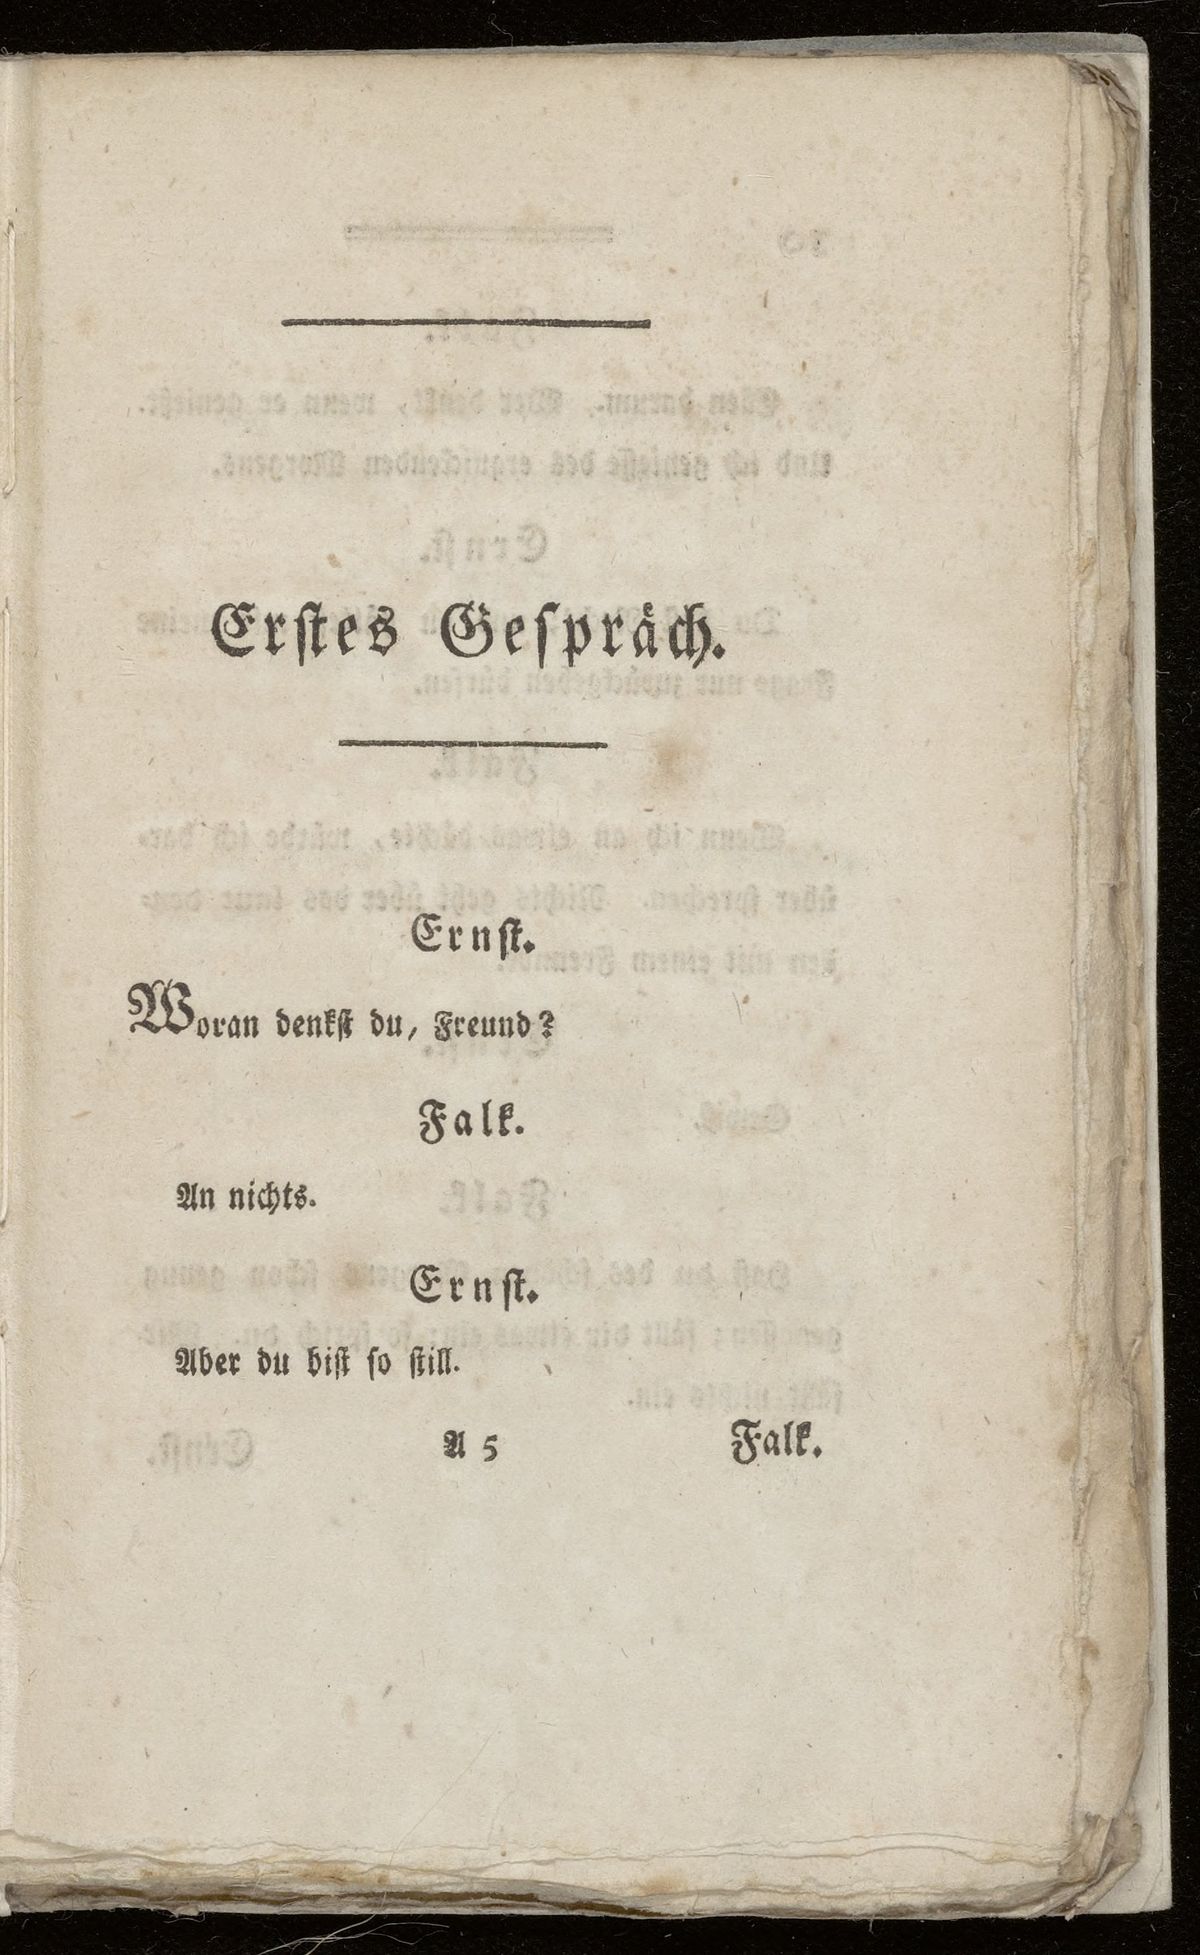 Erſtes Geſpräch.
Ernſt.
Woran denkſt du, Freund?
Falk.
An nichts.
Ernſt.
Aber du biſt ſo ſtill.
A 5 Falk.